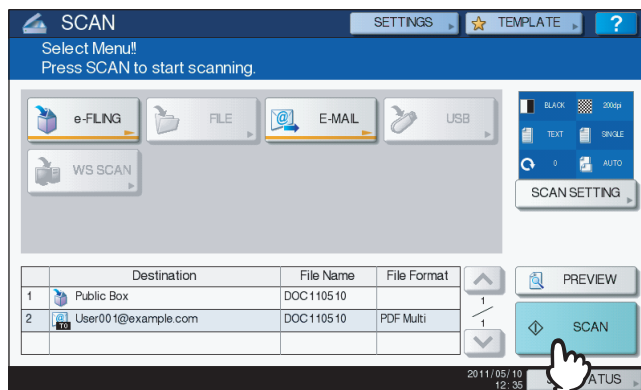 SCAN
SETTINGS
TEMPLATE
?
Select Menu!!
Press SCAN to start scanning.
e-FILING
FILE
E-MAIL
USB
WS SCAN
BLACK
200dpi
TEXT
SINGLE
0
AUTO
SCAN SETTING
Destination File Name File Format
1 Public Box DOC110510
2 TO User001@example.com DOC110510 PDF Multi
1
1
PREVIEW
SCAN
2011/05/10
12:35
ATUS